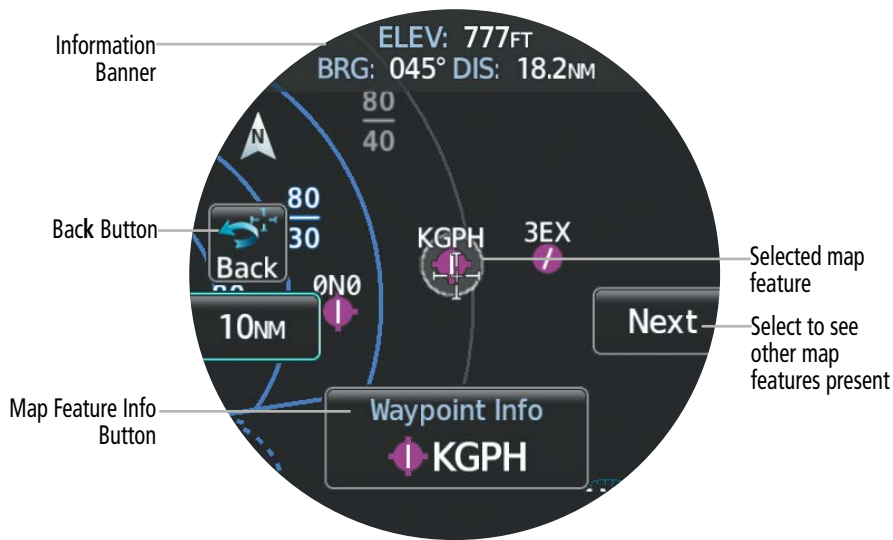 Information
Banner
ELEV: 777FT
BRG: 045° DIS: 18.2NM
80
40
N
Back Button
80
30
Back
0N0
KGPH
3EX
Selected map
feature
10NM
Next
Select to see
other map
features present
Map Feature Info
Button
Waypoint Info
KGPH